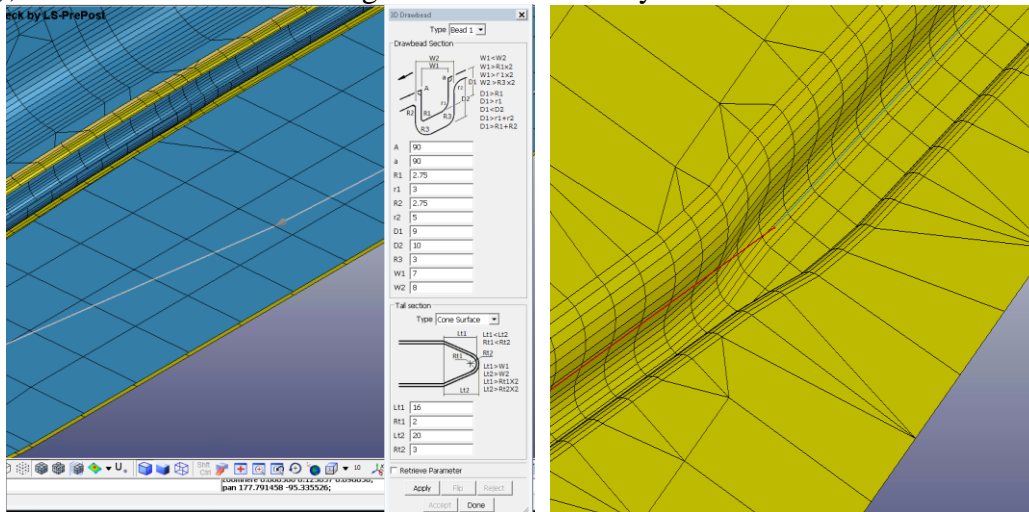 eck by LS-PrePost
3D Drawbead
Type Bead 1
Drawbead Section
W2
W1
a
A
r2
D1
D2
r1
R2
R1
R3
R3
W1<W2
W1>R1x2
W1>r1x2
W2>R3x2
D1>R1
D1>r1
D1<D2
D1>r1+r2
D1>R1+R2
A 90
a 90
R1 2.75
r1 3
R2 2.75
r2 5
D1 9
D2 10
R3 3
W1 7
W2 8
Tail section
Type Cone Surface
Lt1
Rt1
Rt2
Lt2
Lt1<Lt2
Rt1<Rt2
Lt1>W1
Lt2>W2
Lt1>Rt1X2
Lt2>Rt2X2
Lt1 16
Rt1 2
Lt2 20
Rt2 3
Retrieve Parameter
Apply Flip Reject
Accept Done
Shft
Ctrl
10
pan 177.791458 -95.335526;